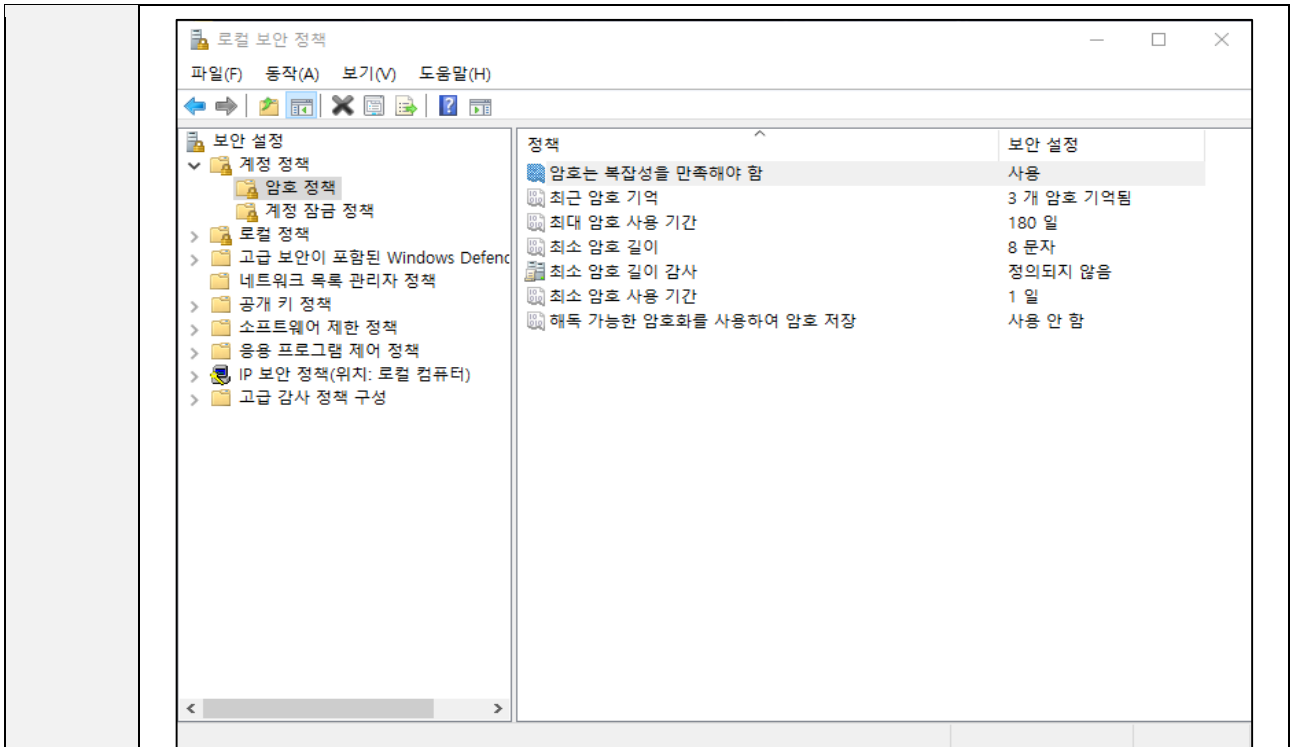 로컬 보안 정책
파일(F) 동작(A) 보기(V) 도움말(H)
보안 설정
계정 정책
암호 정책
계정 잠금 정책
로컬 정책
고급 보안이 포함된 Windows Defenc
네트워크 목록 관리자 정책
공개 키 정책
소프트웨어 제한 정책
응용 프로그램 제어 정책
IP 보안 정책(위치: 로컬 컴퓨터)
고급 감사 정책 구성
정책 보안 설정
암호는 복잡성을 만족해야 함 사용
최근 암호 기억 3 개 암호 기억됨
최대 암호 사용 기간 180 일
최소 암호 길이 8 문자
최소 암호 길이 감사 정의되지 않음
최소 암호 사용 기간 1 일
해독 가능한 암호화를 사용하여 암호 저장 사용 안 함